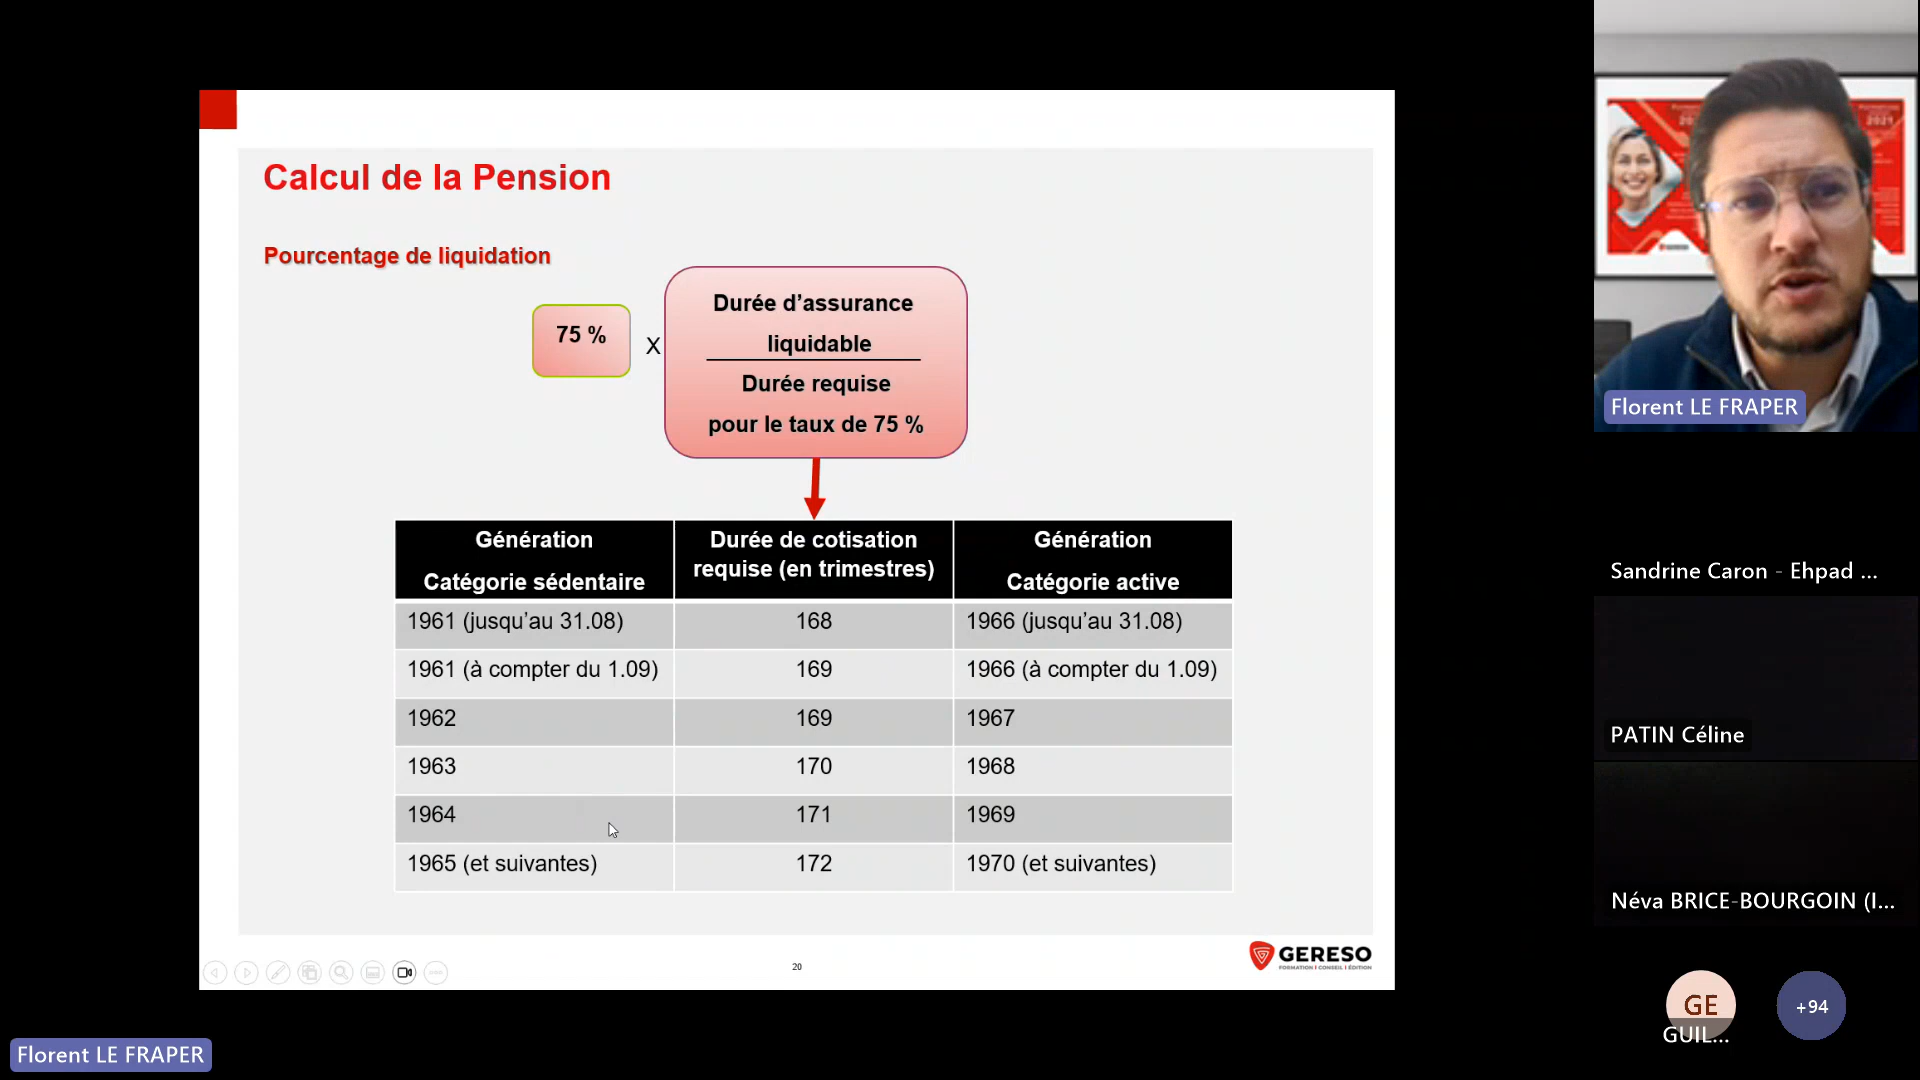 Calcul de la Pension
Pourcentage de liquidation
75 %
X
Durée d’assurance
liquidable
Durée requise
pour le taux de 75 %
Génération
Catégorie sédentaire
Durée de cotisation
requise (en trimestres)
Génération
Catégorie active
1961 (jusqu’au 31.08) 168 1966 (jusqu’au 31.08)
1961 (à compter du 1.09) 169 1966 (à compter du 1.09)
1962 169 1967
1963 170 1968
1964 171 1969
1965 (et suivantes) 172 1970 (et suivantes)
20
GERESO
FORMATION I CONSEIL I ÉDITION
Florent LE FRAPER
Florent LE FRAPER
Sandrine Caron - Ehpad ...
PATIN Céline
Néva BRICE-BOURGOIN (I...
GE
GUIL...
+94